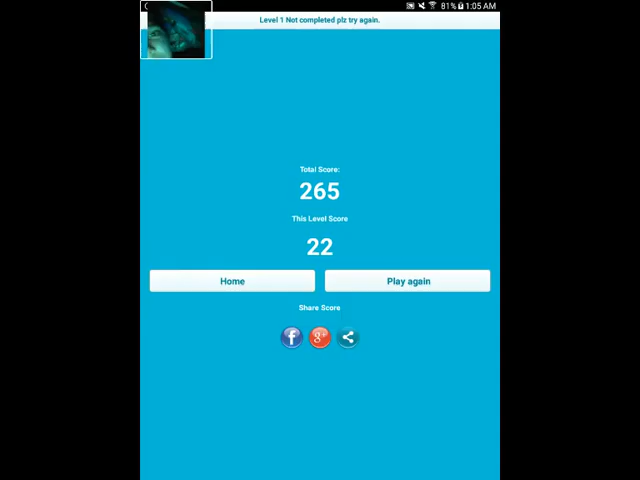 81% 1:05 AM
Level 1 Not completed plz try again.
Total Score:
265
This Level Score
22
Home
Play again
Share Score
f
g+